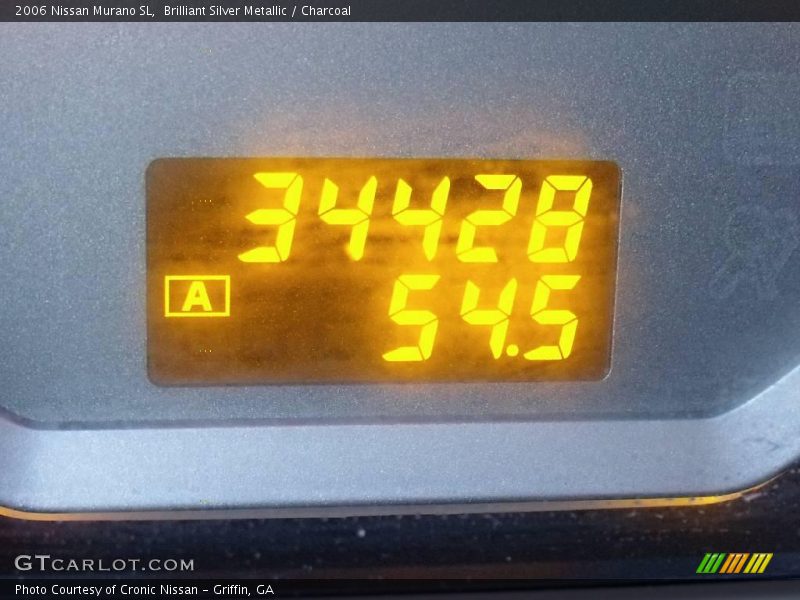 2006 Nissan Murano SL,  Brilliant Silver Metallic / Charcoal
34428
A
54.5
GTCARLOT.COM
Photo Courtesy of Cronic Nissan - Griffin, GA